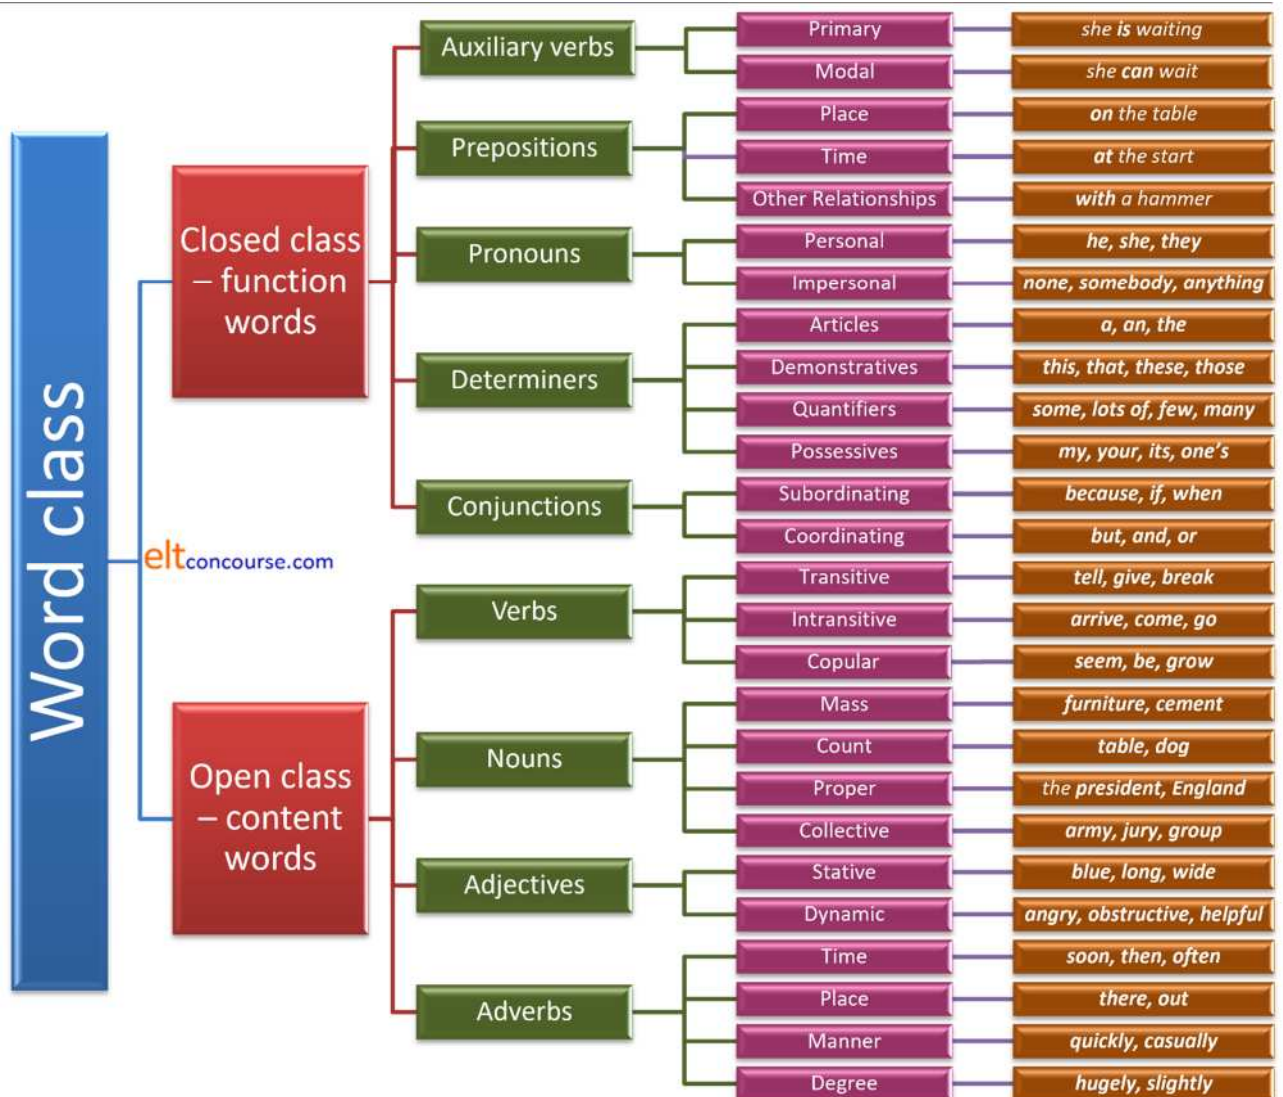 Word class
Closed class
– function
words
Auxiliary verbs
Primary
she is waiting
Modal
she can wait
Prepositions
Place
on the table
Time
at the start
Other Relationships
with a hammer
Pronouns
Personal
he, she, they
Impersonal
none, somebody, anything
Determiners
Articles
a, an, the
Demonstratives
this, that, these, those
Quantifiers
some, lots of, few, many
Possessives
my, your, its, one's
Conjunctions
Subordinating
because, if, when
Coordinating
but, and, or
eltconcourse.com
Open class
– content
words
Verbs
Transitive
tell, give, break
Intransitive
arrive, come, go
Copular
seem, be, grow
Nouns
Mass
furniture, cement
Count
table, dog
Proper
the president, England
Collective
army, jury, group
Adjectives
Stative
blue, long, wide
Dynamic
angry, obstructive, helpful
Adverbs
Time
soon, then, often
Place
there, out
Manner
quickly, casually
Degree
hugely, slightly